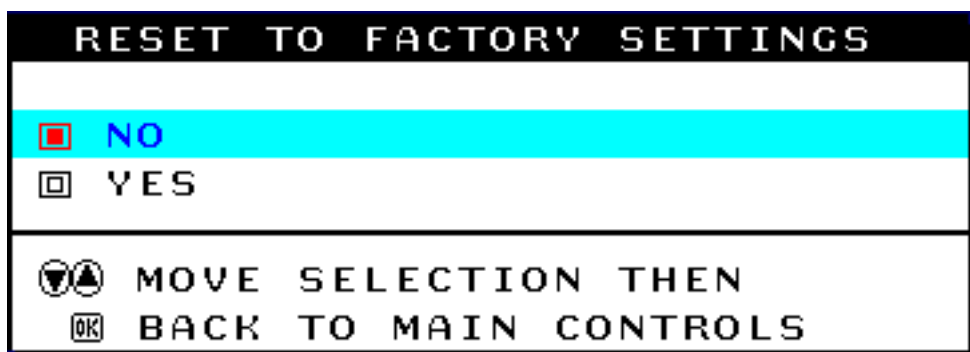 RESET TO FACTORY SETTINGS
NO
YES
MOVE SELECTION THEN
OK BACK TO MAIN CONTROLS